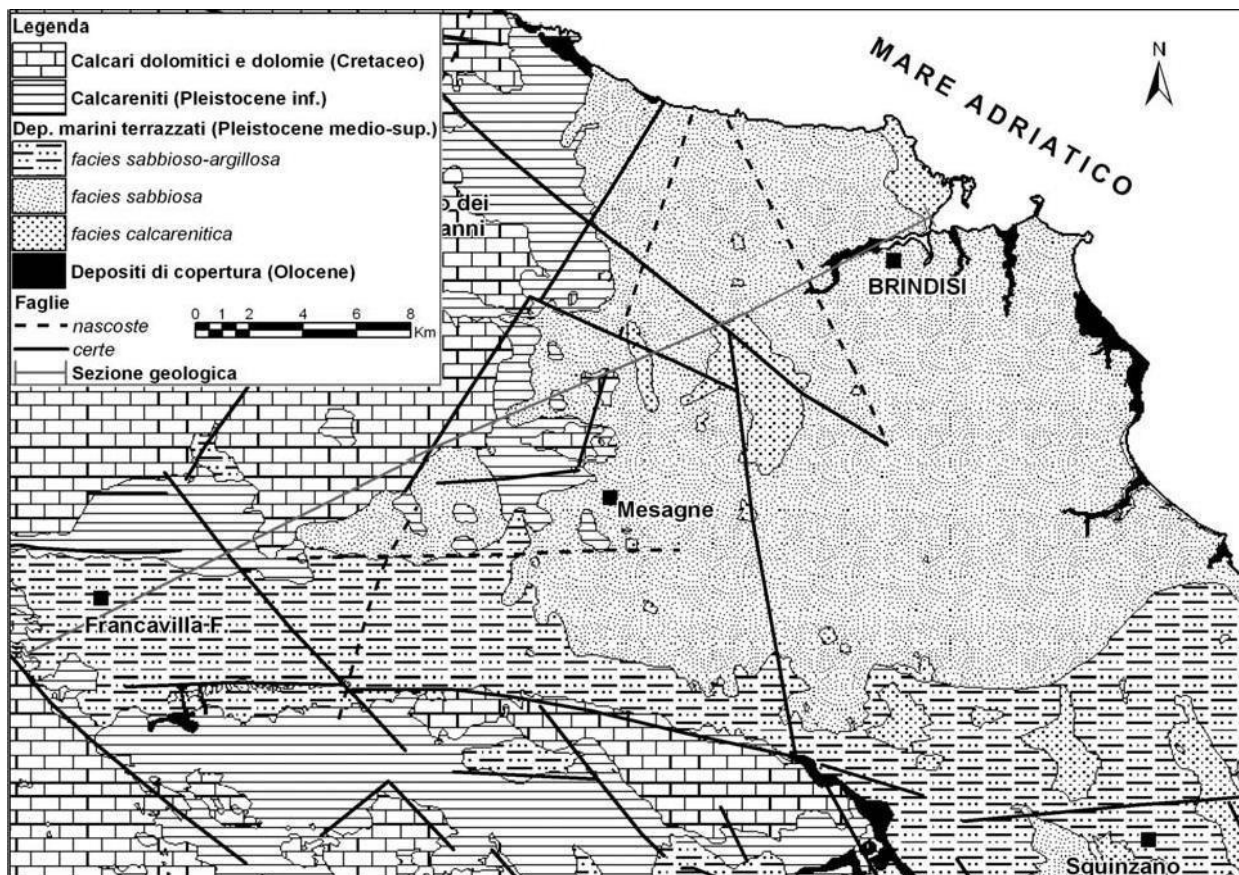 Legenda
Calcari dolomitici e dolomie (Cretaceo)
Calcareniti (Pleistocene inf.)
Dep. marini terrazzati (Pleistocene medio-sup.)
facies sabbioso-argillosa
facies sabbiosa
facies calcarenitica
Depositi di copertura (Olocene)
Faglie
nascoste
certe
Sezione geologica
0 1 2 4 6 8
Km
o dei
anni
MARE ADRIATICO
N
BRINDISI
Mesagne
Francavilla F.
Squinzano